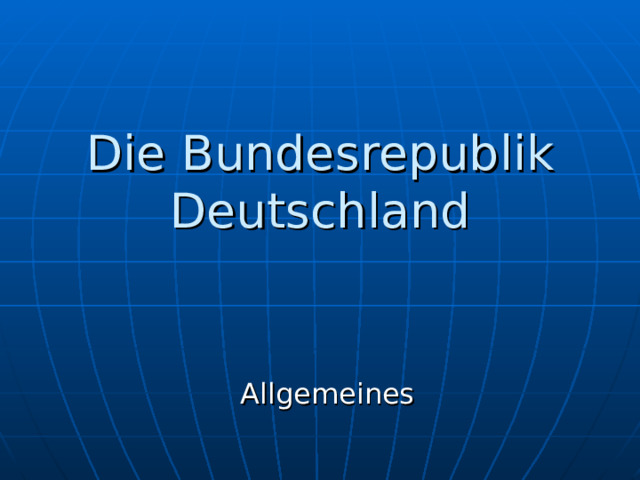 Die Bundesrepublik
Deutschland
Allgemeines